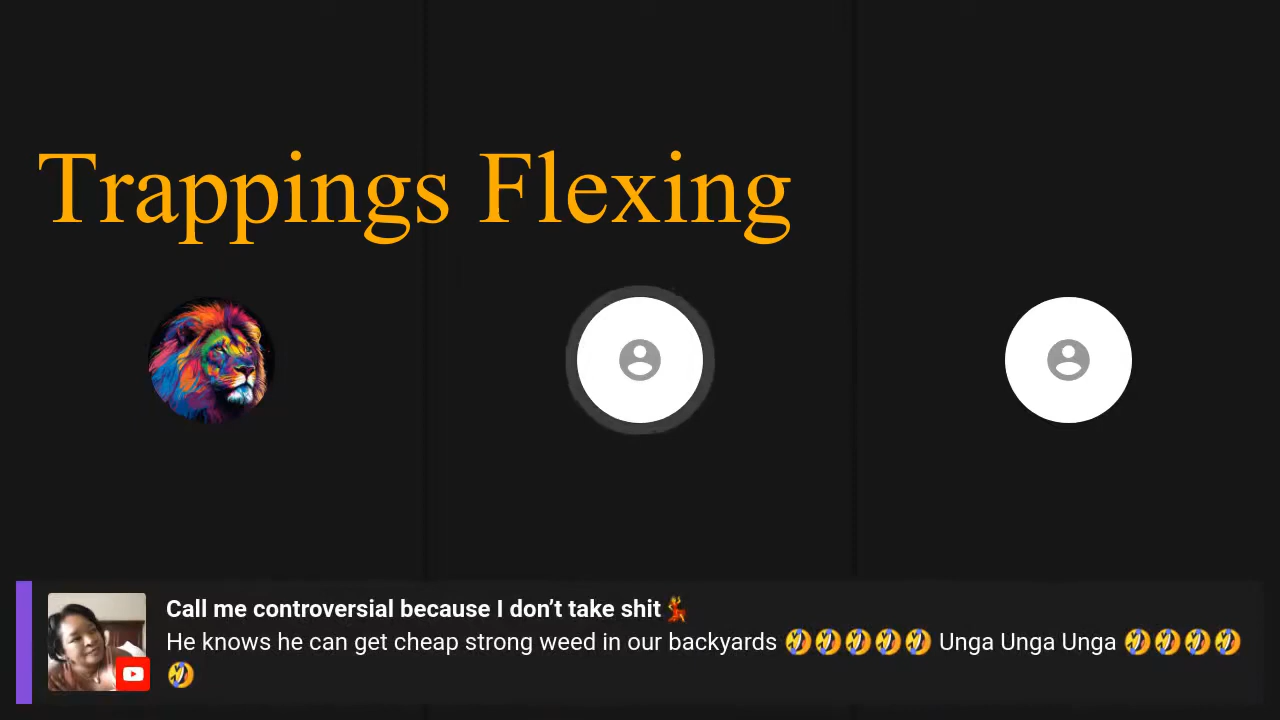 Trappings Flexing
Call me controversial because I don’t take shit💃
He knows he can get cheap strong weed in our backyards 🤣🤣🤣🤣🤣 Unga Unga Unga 🤣🤣🤣🤣
🤣